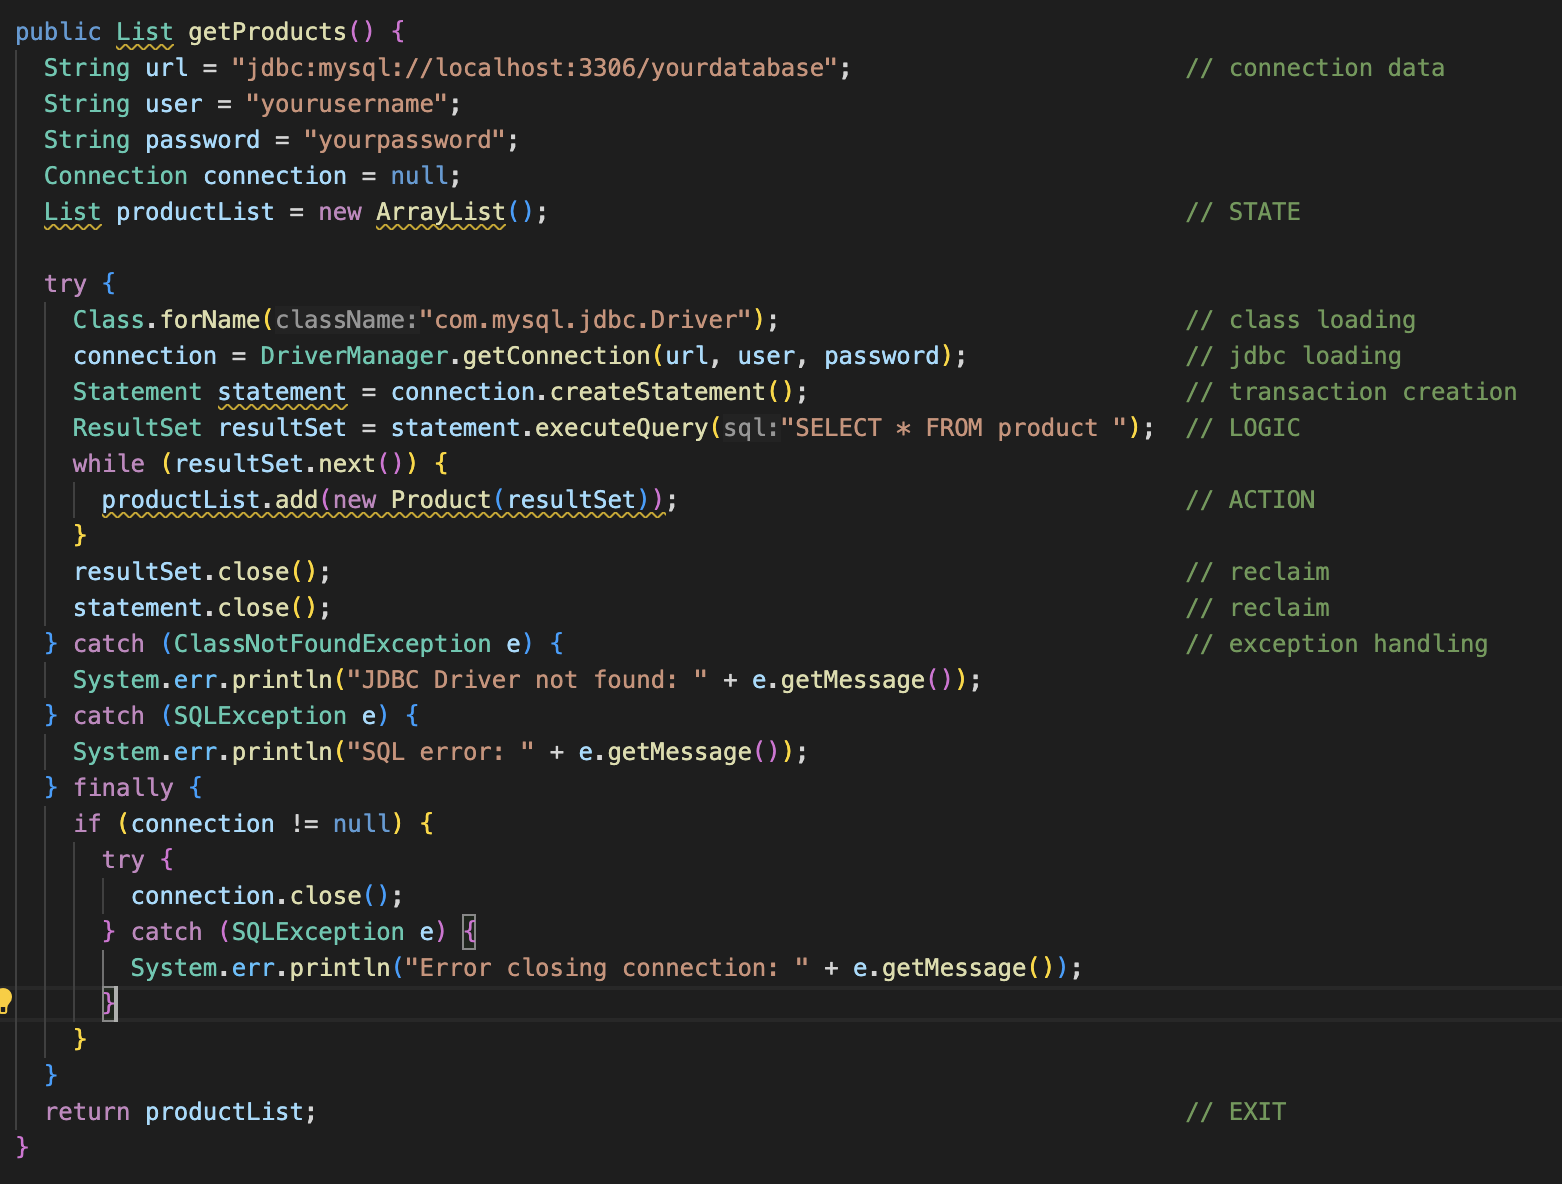 public List getProducts() {
String url = "jdbc:mysql://localhost:3306/yourdatabase"; // connection data
String user = "yourusername";
String password = "yourpassword";
Connection connection = null;
List productList = new ArrayList(); // STATE
try {
Class.forName(className:"com.mysql.jdbc.Driver"); // class loading
connection = DriverManager.getConnection(url, user, password); // jdbc loading
Statement statement = connection.createStatement(); // transaction creation
ResultSet resultSet = statement.executeQuery(sql:"SELECT * FROM product "); // LOGIC
while (resultSet.next()) {
productList.add(new Product(resultSet)); // ACTION
}
resultSet.close(); // reclaim
statement.close(); // reclaim
} catch (ClassNotFoundException e) { // exception handling
System.err.println("JDBC Driver not found: " + e.getMessage());
} catch (SQLException e) {
System.err.println("SQL error: " + e.getMessage());
} finally {
if (connection != null) {
try {
connection.close();
} catch (SQLException e) {
System.err.println("Error closing connection: " + e.getMessage());
}
}
}
return productList; // EXIT
}